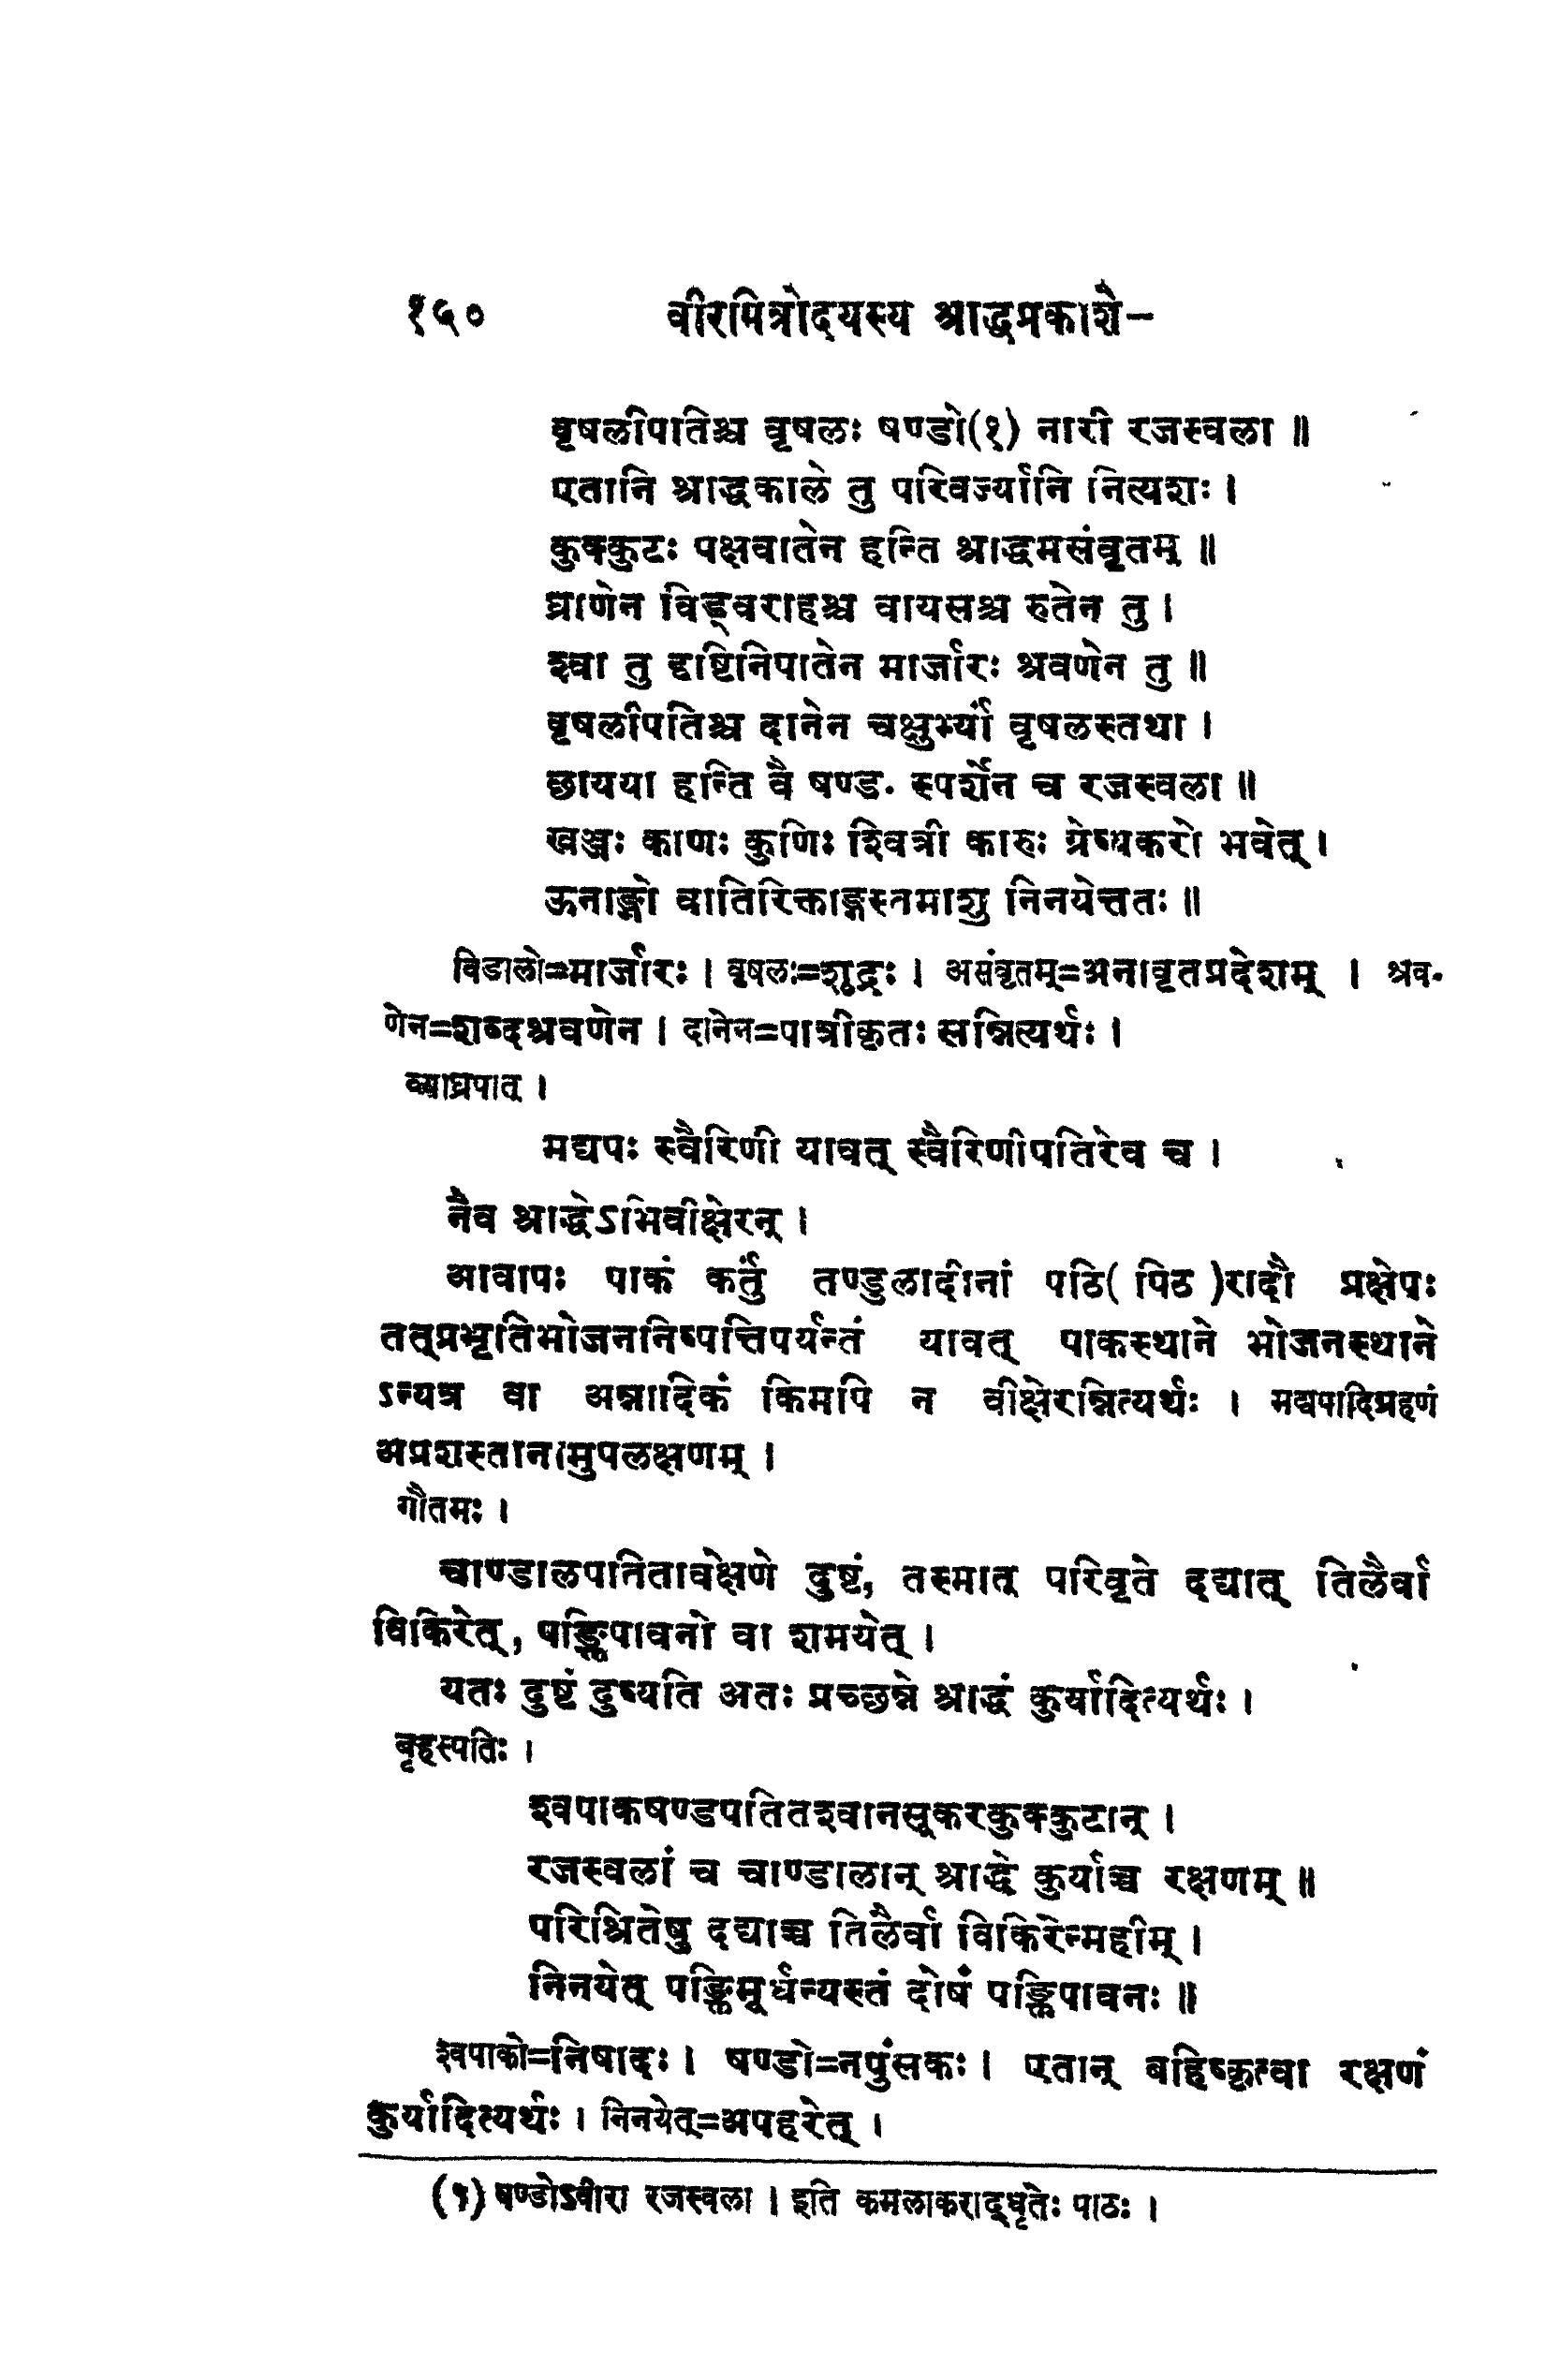 १५० वीरमित्रोदयस्य श्राद्धप्रकाशे-
वृषलीपतिश्च वृषलः षण्डो(१) नारी रजस्वला ॥
एतानि श्राद्धकाले तु परिवर्ज्यानि नित्यशः ।
कुक्कुटः पक्षवातेन हन्ति श्राद्धमसंवृतम् ॥
घ्राणेन विड्वराहश्च वायसश्च रुतेन तु ।
श्वा तु दृष्टिनिपातेन मार्जारः श्रवणेन तु ॥
वृषलीपतिश्च दानेन चक्षुर्भ्यां वृषलस्तथा ।
छायया हन्ति वै षण्ड. स्पर्शेन च रजस्वला ॥
खञ्जः काणः कुणिः श्वित्री कारुः प्रेष्यकरो भवेत् ।
ऊनाङ्गो वातिरिक्ताङ्गस्तमाशु निनयेत्ततः ॥
विडालो=मार्जारः । वृषलः=शूद्रः । असंवृतम्=अनावृतप्रदेशम् । श्रव-
णेन=शब्दश्रवणेन । दानेन=पात्रीकृतः सन्नित्यर्थः ।
व्याघ्रपात् ।
मद्यपः स्वैरिणी यावत् स्वैरिणीपतिरेव च ।
नैव श्राद्धेऽभिवीक्षेरन् ।
आवापः पाकं कर्तुं तण्डुलादीनां पठि( पिठ )रादौ प्रक्षेपः
तत्प्रभृतिभोजननिष्पत्तिपर्यन्तं यावत् पाकस्थाने भोजनस्थाने
ऽन्यत्र वा अन्नादिकं किमपि न वीक्षेरन्नित्यर्थः । मद्यपादिग्रहणं
अप्रशस्तानामुपलक्षणम् ।
गौतमः ।
चाण्डालपतितावक्षेणे दुष्टं, तस्मात् परिवृते दद्यात् तिलैर्वा
विकिरेत्, पङ्क्तिपावनो वा शमयेत् ।
यतः दुष्टं दुष्यति अतः प्रच्छन्ने श्राद्धं कुर्यादित्यर्थः ।
बृहस्पतिः ।
श्वपाकषण्डपतितश्वानसूकरकुक्कुटान् ।
रजस्वलां च चाण्डालान् श्राद्धे कुर्याच्च रक्षणम् ॥
परिश्रितेषु दद्याच्च तिलैर्वा विकिरेन्महीम् ।
निनयेत् पङ्क्तिमूर्धन्यस्तं दोषं पङ्क्तिपावनः ॥
श्वपाको=निषादः । षण्डो=नपुंसकः । एतान् बहिष्कृत्वा रक्षणं
कुर्यादित्यर्थः । निनयेत्=अपहरेत् ।
(१) षण्डोऽवीरा रजस्वला । इति कमलाकराद्घृतेः पाठः ।